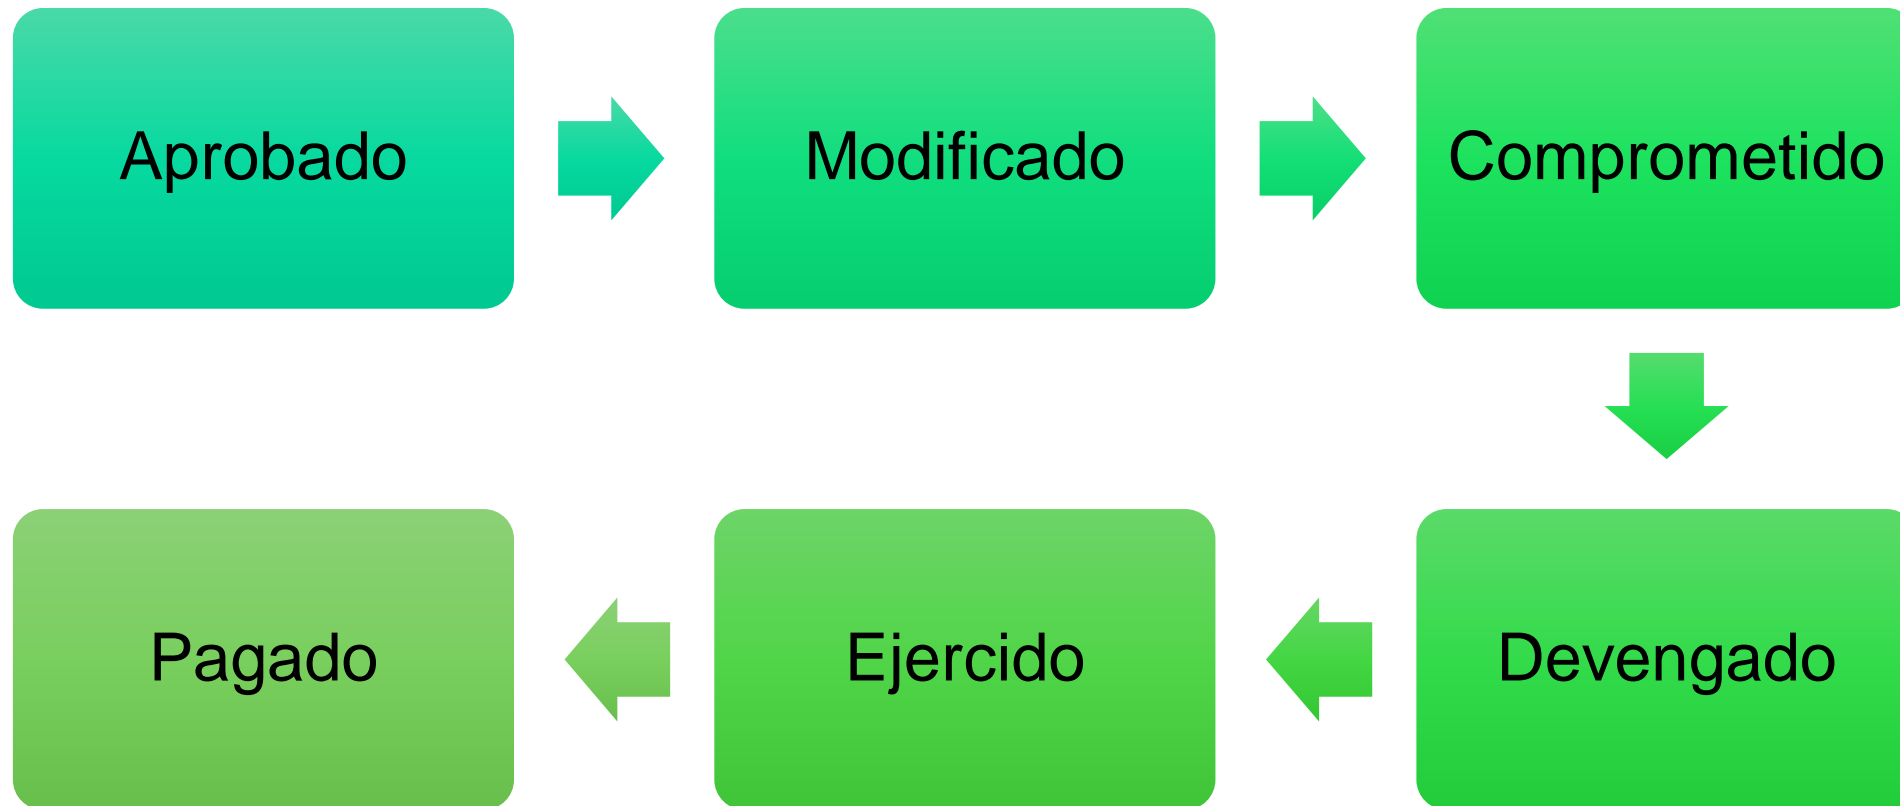 Aprobado
Modificado
Comprometido
Devengado
Ejercido
Pagado